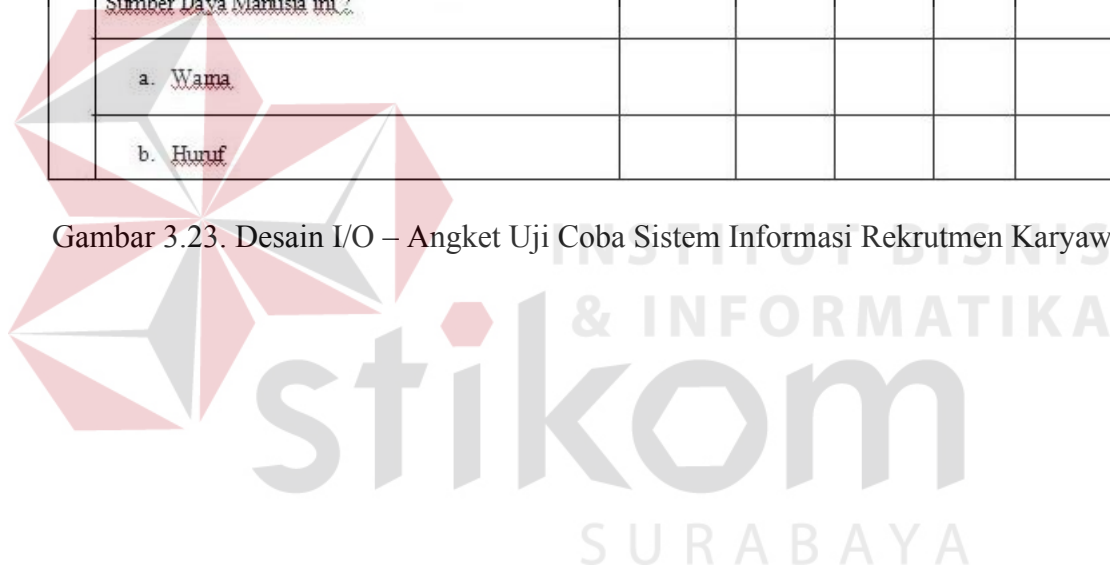 Sumber Daya Manusia ini ?
a. Warna
b. Huruf
Gambar 3.23. Desain I/O – Angket Uji Coba Sistem Informasi Rekrutmen Karyaw
INSTITUT BISNIS
& INFORMATIKA
stikom
SURABAYA